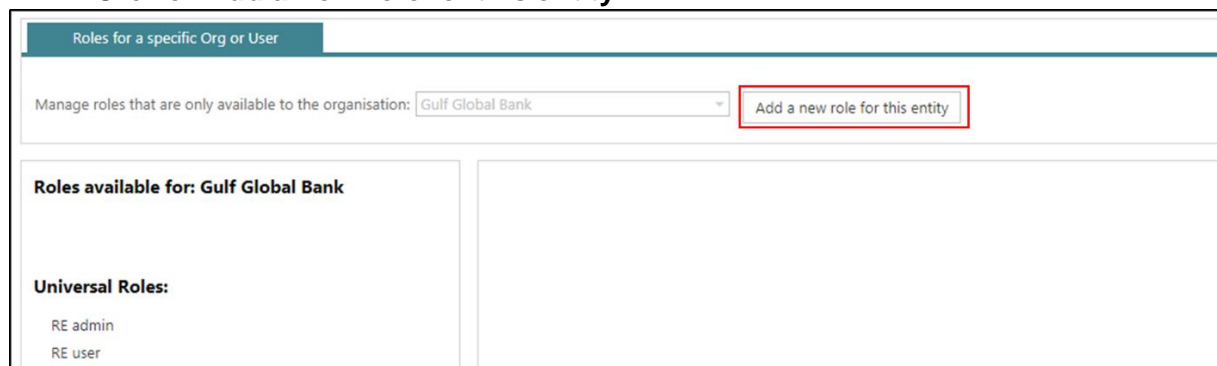 Roles for a specific Org or User
Manage roles that are only available to the organisation: Gulf Global Bank Add a new role for this entity
Roles available for: Gulf Global Bank
Universal Roles:
RE admin
RE user